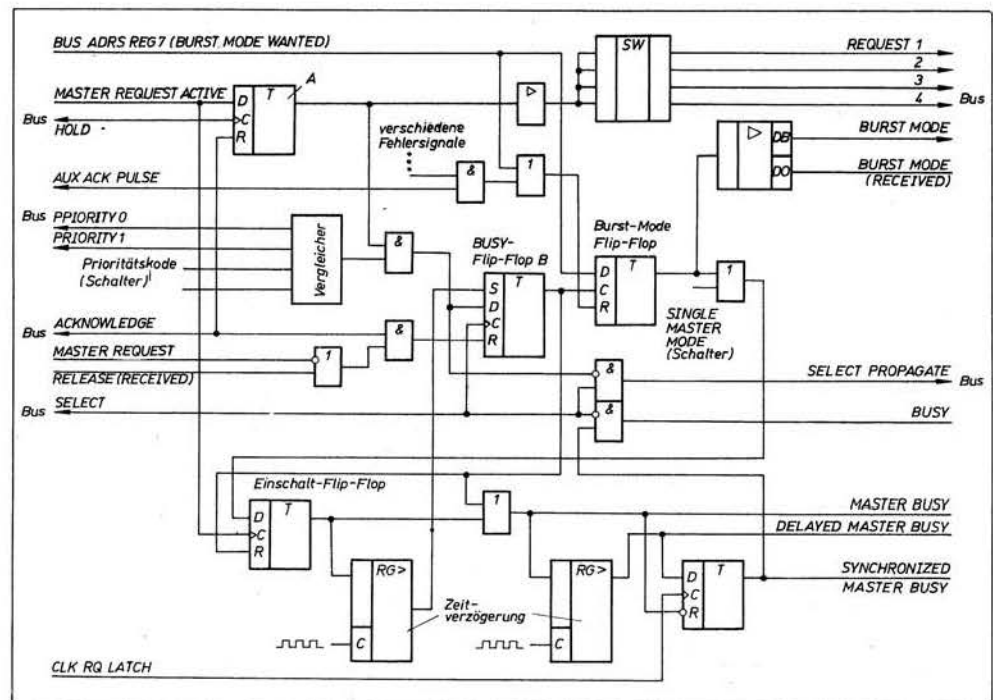 BUS ADRS REG7 (BURST MODE WANTED)
SW
REQUEST 1
2
3
4
Bus
A
MASTER REQUEST ACTIVE
D
T
C
R
Bus
HOLD
▷
verschiedene
Fehlersignale
&
1
▷
DB
DO
BURST MODE
BURST MODE
(RECEIVED)
AUX ACK PULSE
Bus
PPIORITY 0
PRIORITY 1
Prioritätskode
(Schalter)
Vergleicher
&
BUSY-
Flip-Flop B
S
T
D
C
R
Burst-Mode
Flip-Flop
D
T
C
R
1
SINGLE
MASTER
MODE
(Schalter)
Bus
ACKNOWLEDGE
&
MASTER REQUEST
1
RELEASE (RECEIVED)
&
SELECT PROPAGATE
Bus
Bus
SELECT
&
BUSY
Einschalt-Flip-Flop
D
T
C
R
1
MASTER BUSY
DELAYED MASTER BUSY
RG>
C
Zeit-
verzögerung
RG>
C
D
T
C
R
SYNCHRONIZED
MASTER BUSY
CLK RQ LATCH